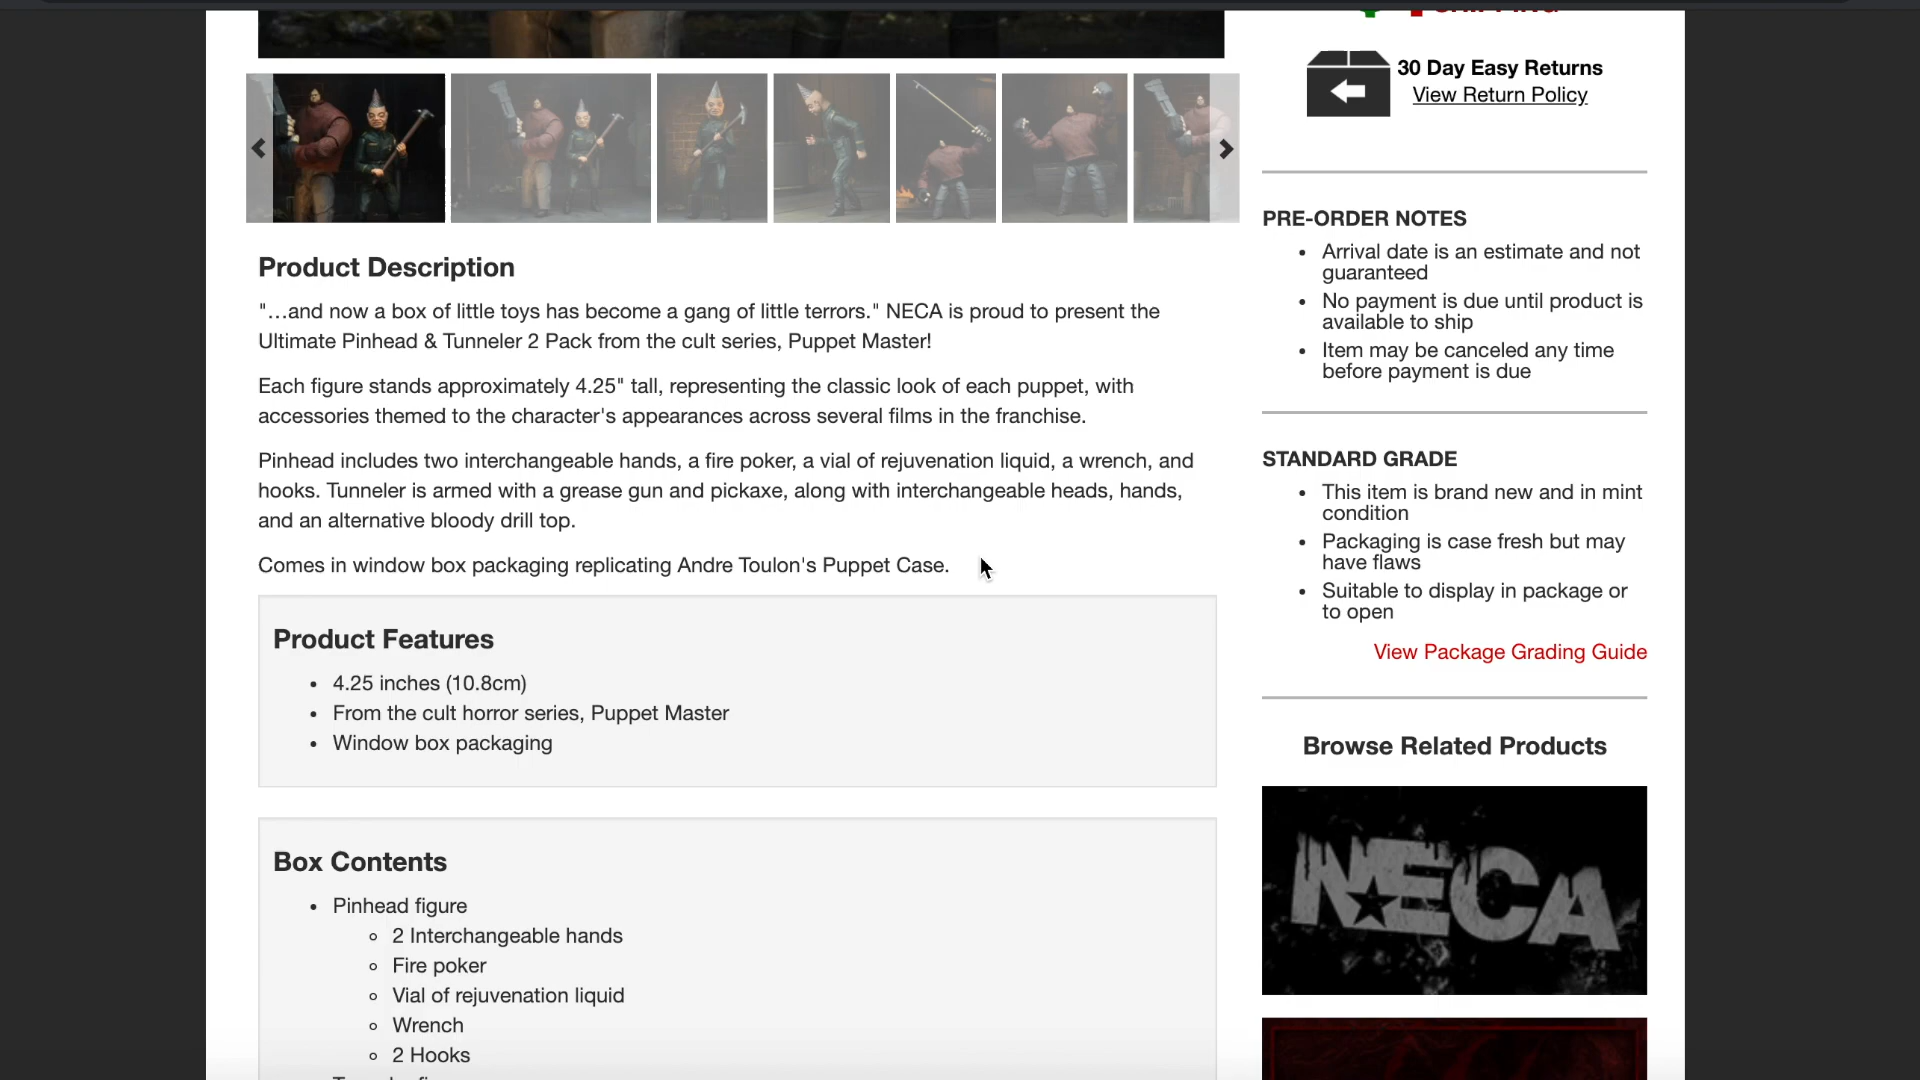 30 Day Easy Returns
View Return Policy
Product Description
"…and now a box of little toys has become a gang of little terrors." NECA is proud to present the
Ultimate Pinhead & Tunneler 2 Pack from the cult series, Puppet Master!
Each figure stands approximately 4.25" tall, representing the classic look of each puppet, with
accessories themed to the character's appearances across several films in the franchise.
Pinhead includes two interchangeable hands, a fire poker, a vial of rejuvenation liquid, a wrench, and
hooks. Tunneler is armed with a grease gun and pickaxe, along with interchangeable heads, hands,
and an alternative bloody drill top.
Comes in window box packaging replicating Andre Toulon's Puppet Case.
Product Features
• 4.25 inches (10.8cm)
• From the cult horror series, Puppet Master
• Window box packaging
Box Contents
• Pinhead figure
◦ 2 Interchangeable hands
◦ Fire poker
◦ Vial of rejuvenation liquid
◦ Wrench
◦ 2 Hooks
PRE-ORDER NOTES
• Arrival date is an estimate and not
guaranteed
• No payment is due until product is
available to ship
• Item may be canceled any time
before payment is due
STANDARD GRADE
• This item is brand new and in mint
condition
• Packaging is case fresh but may
have flaws
• Suitable to display in package or
to open
View Package Grading Guide
Browse Related Products
NECA